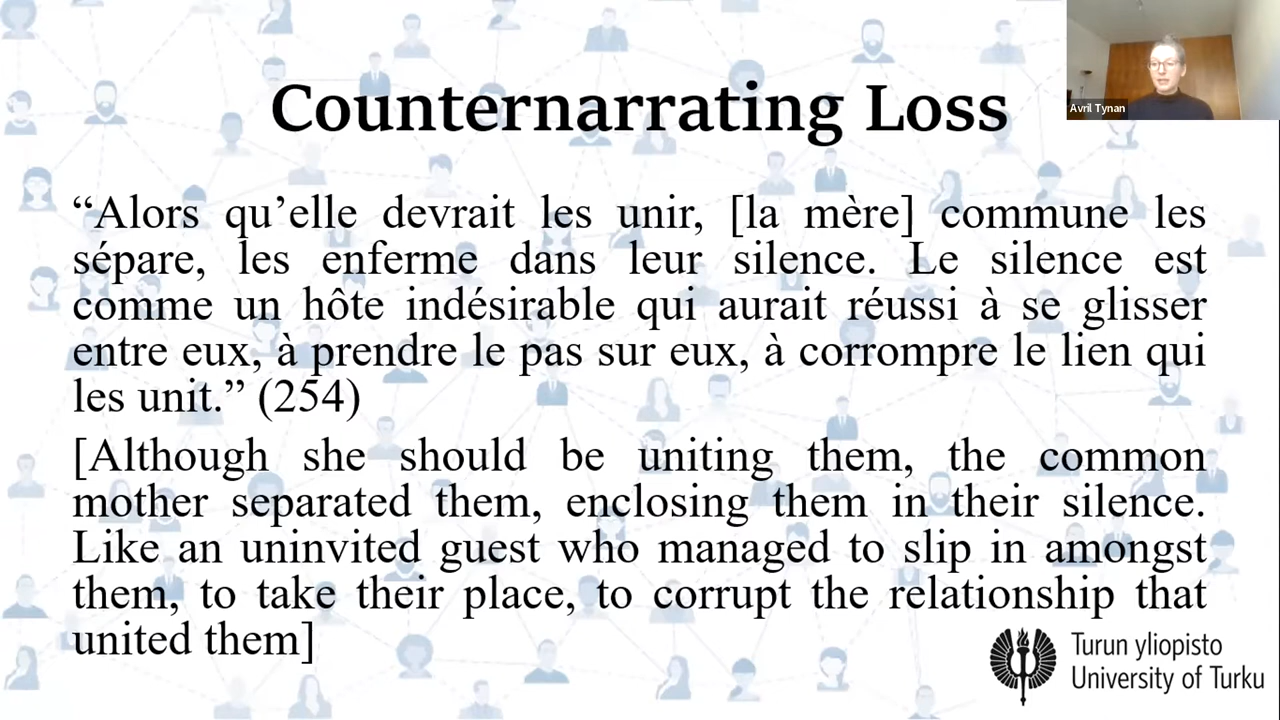 Avril Tynan
Counternarrating Loss
“Alors qu’elle devrait les unir, [la mère] commune les
sépare, les enferme dans leur silence. Le silence est
comme un hôte indésirable qui aurait réussi à se glisser
entre eux, à prendre le pas sur eux, à corrompre le lien qui
les unit.” (254)
[Although she should be uniting them, the common
mother separated them, enclosing them in their silence.
Like an uninvited guest who managed to slip in amongst
them, to take their place, to corrupt the relationship that
united them]
Turun yliopisto
University of Turku